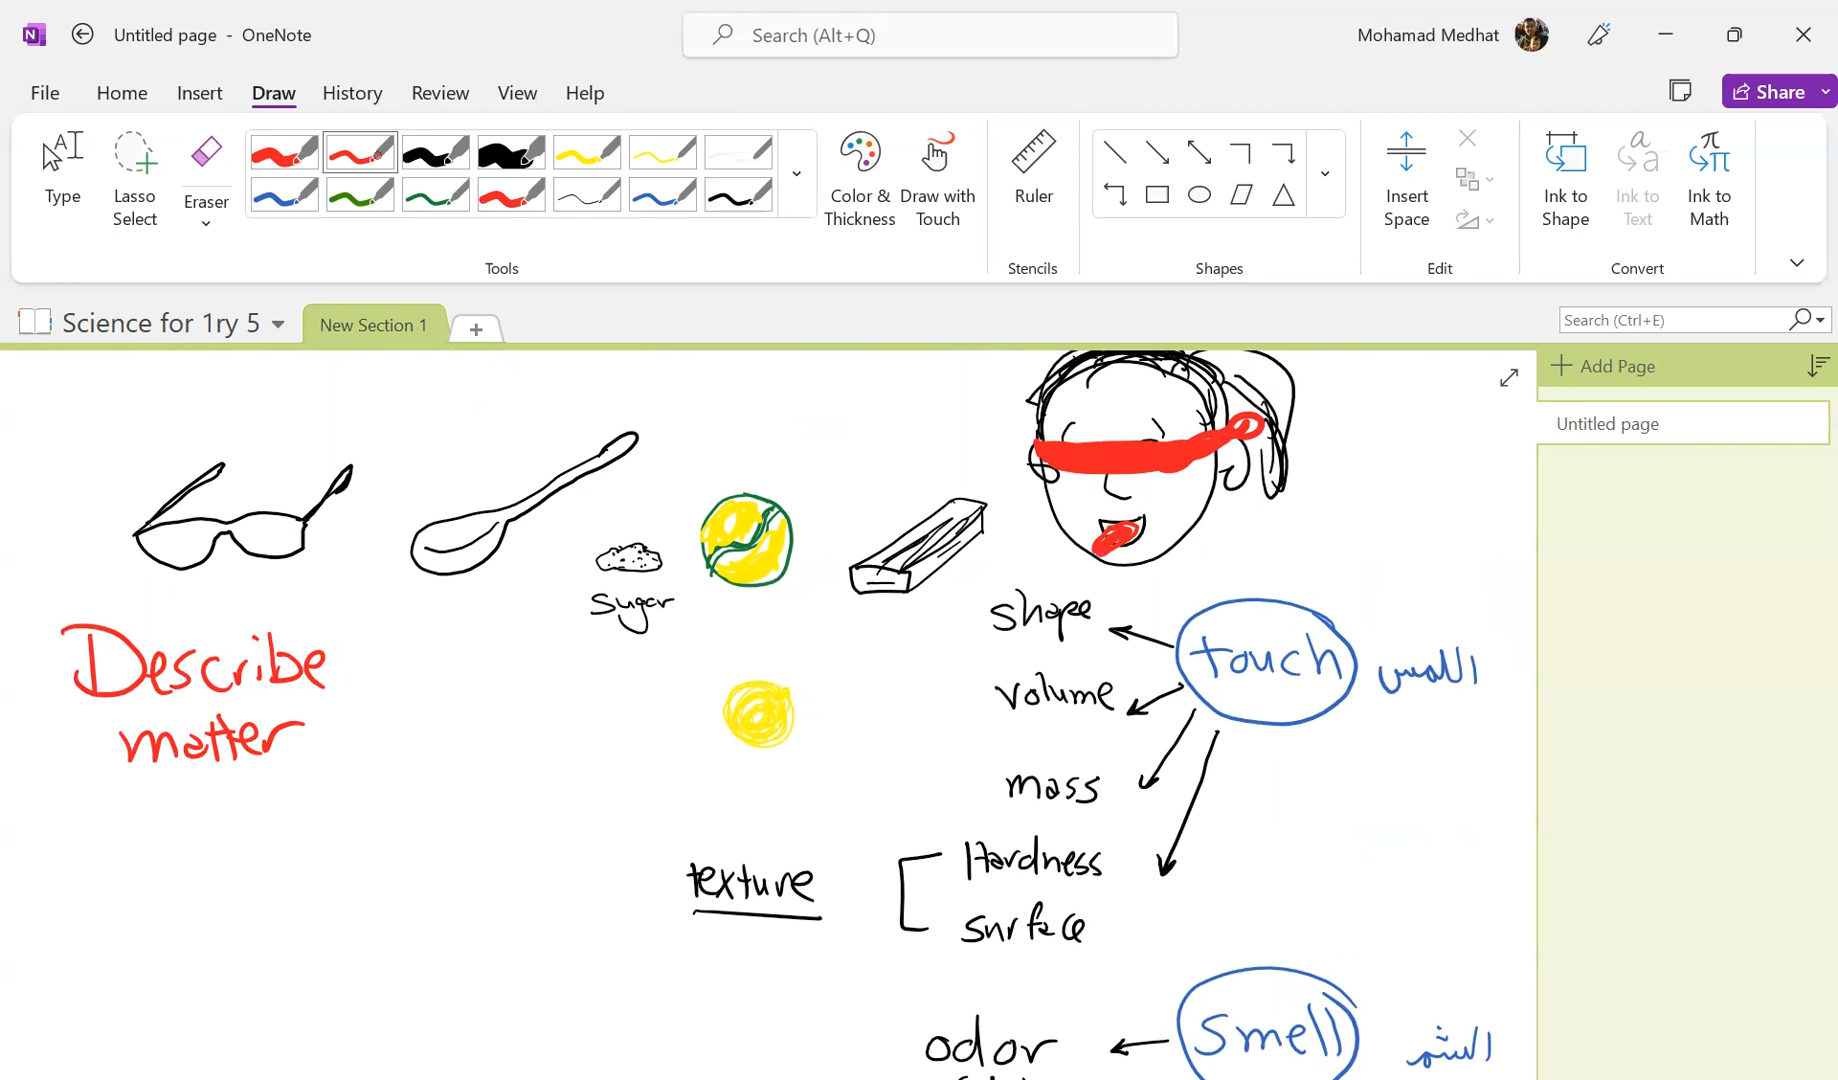 Untitled page - OneNote
Search (Alt+Q)
Mohamad Medhat
File Home Insert Draw History Review View Help
Share
Type
Lasso Select
Eraser
Color & Thickness
Draw with Touch
Ruler
Insert Space
Ink to Shape
Ink to Text
Ink to Math
Tools
Stencils
Shapes
Edit
Convert
Science for 1ry 5
New Section 1
Search (Ctrl+E)
Add Page
Untitled page
sugar
Describe
matter
shape
touch
اللمس
volume
mass
texture
Hardness
surface
odor
smell
الشم